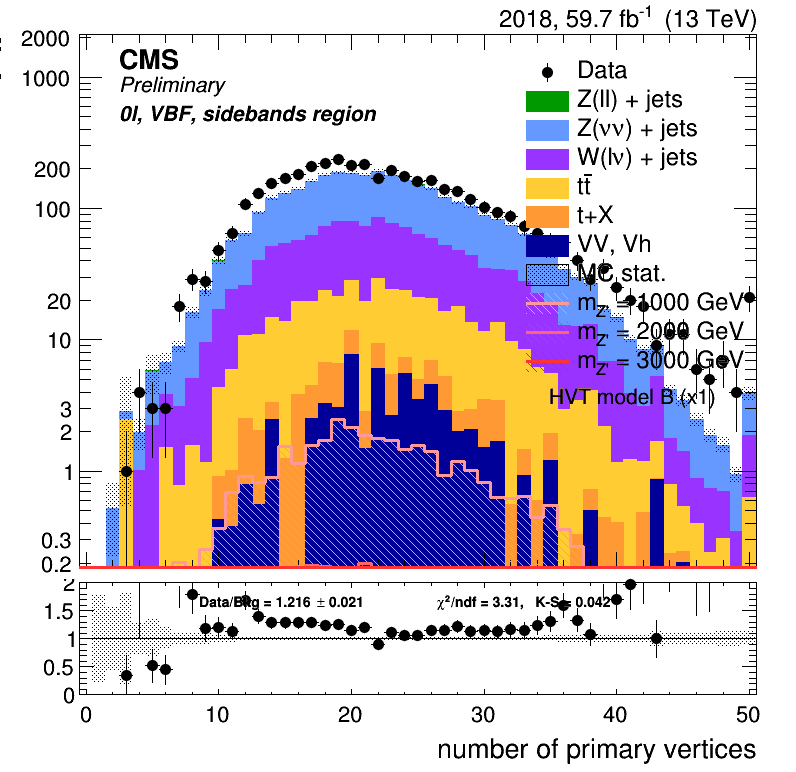 2018, 59.7 fb⁻¹ (13 TeV)
CMS
Preliminary
0l, VBF, sidebands region
Data
Z(ll) + jets
Z(νν) + jets
W(lν) + jets
tt̄
t+X
VV, Vh
MC stat.
m_Z' = 1000 GeV
m_Z' = 2000 GeV
m_Z' = 3000 GeV
HVT model B (x1)
2000
1000
200
100
20
10
3
2
1
0.3
0.2
Data/Bkg = 1.216 ± 0.021
χ²/ndf = 3.31, K-S = 0.042
2
1.5
1
0.5
0
0 10 20 30 40 50
number of primary vertices